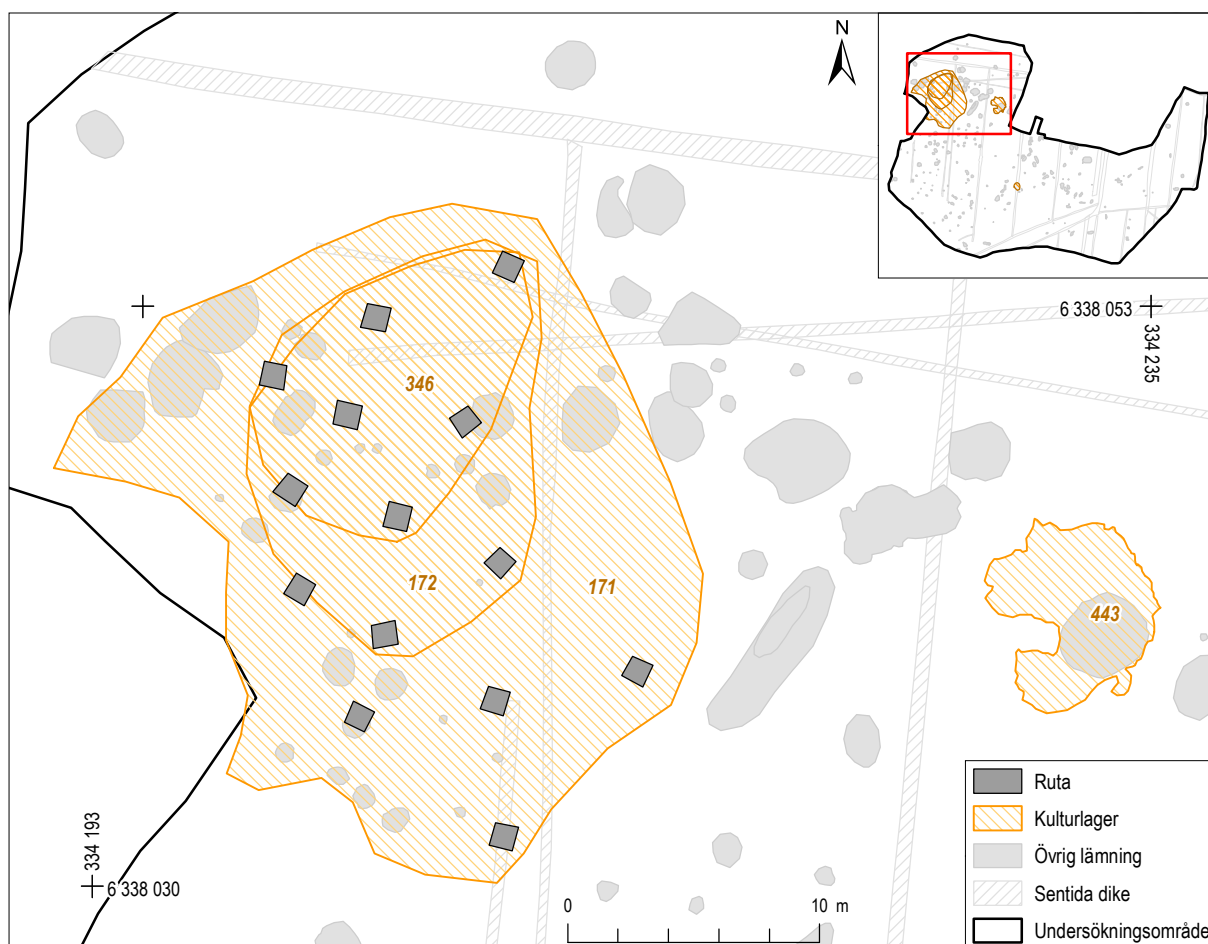 N
6 338 053
334 235
346
172
171
443
334 193
6 338 030
0
10 m
Ruta
Kulturlager
Övrig lämning
Sentida dike
Undersökningsområde